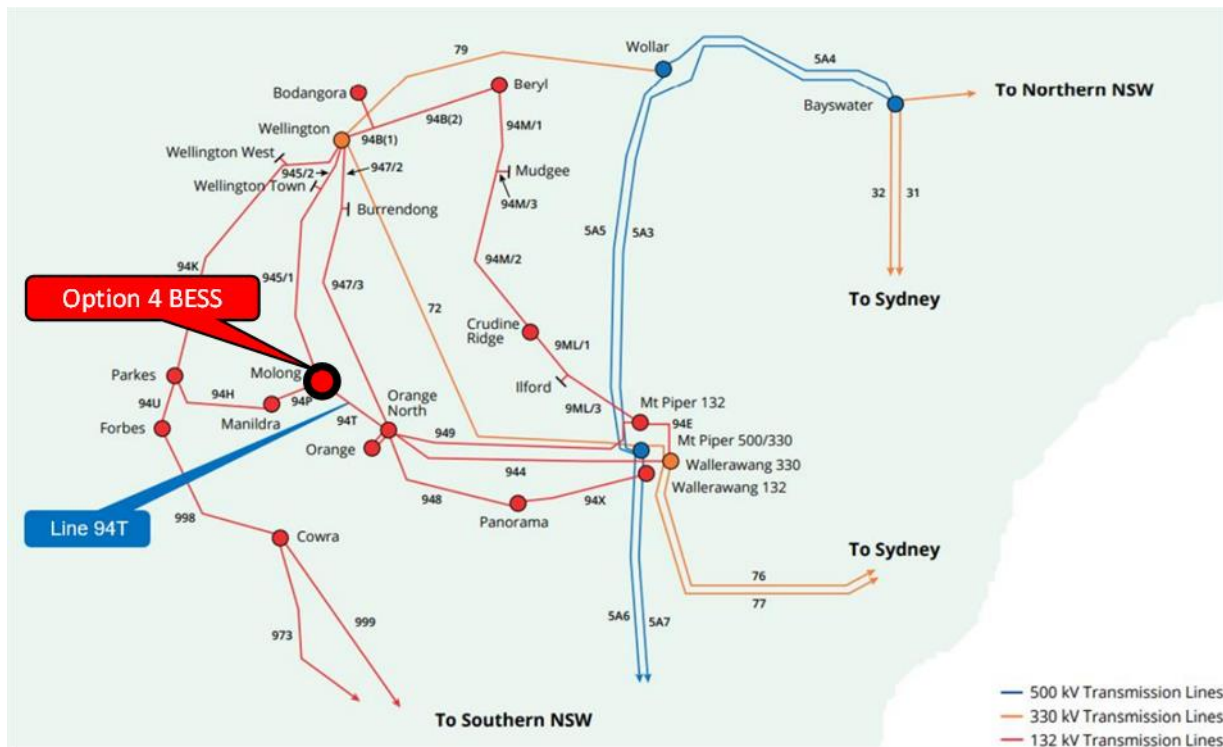 Wollar
79
5A4
Beryl
Bodangora
To Northern NSW
Bayswater
94B(2)
Wellington
94M/1
94B(1)
Wellington West
947/2
945/2
Mudgee
Wellington Town
94M/3
32
31
Burrendong
5A5
5A3
94M/2
94K
945/1
947/3
Option 4 BESS
To Sydney
72
Crudine
Ridge
9ML/1
Parkes
Molong
Ilford
94H
94P
Orange
North
9ML/3
Mt Piper 132
94U
Manildra
94T
94E
Forbes
949
Mt Piper 500/330
Orange
Wallerawang 330
944
Wallerawang 132
948
94X
Panorama
998
Line 94T
Cowra
To Sydney
76
77
973
999
5A6
5A7
500 kV Transmission Lines
330 kV Transmission Lines
To Southern NSW
132 kV Transmission Lines